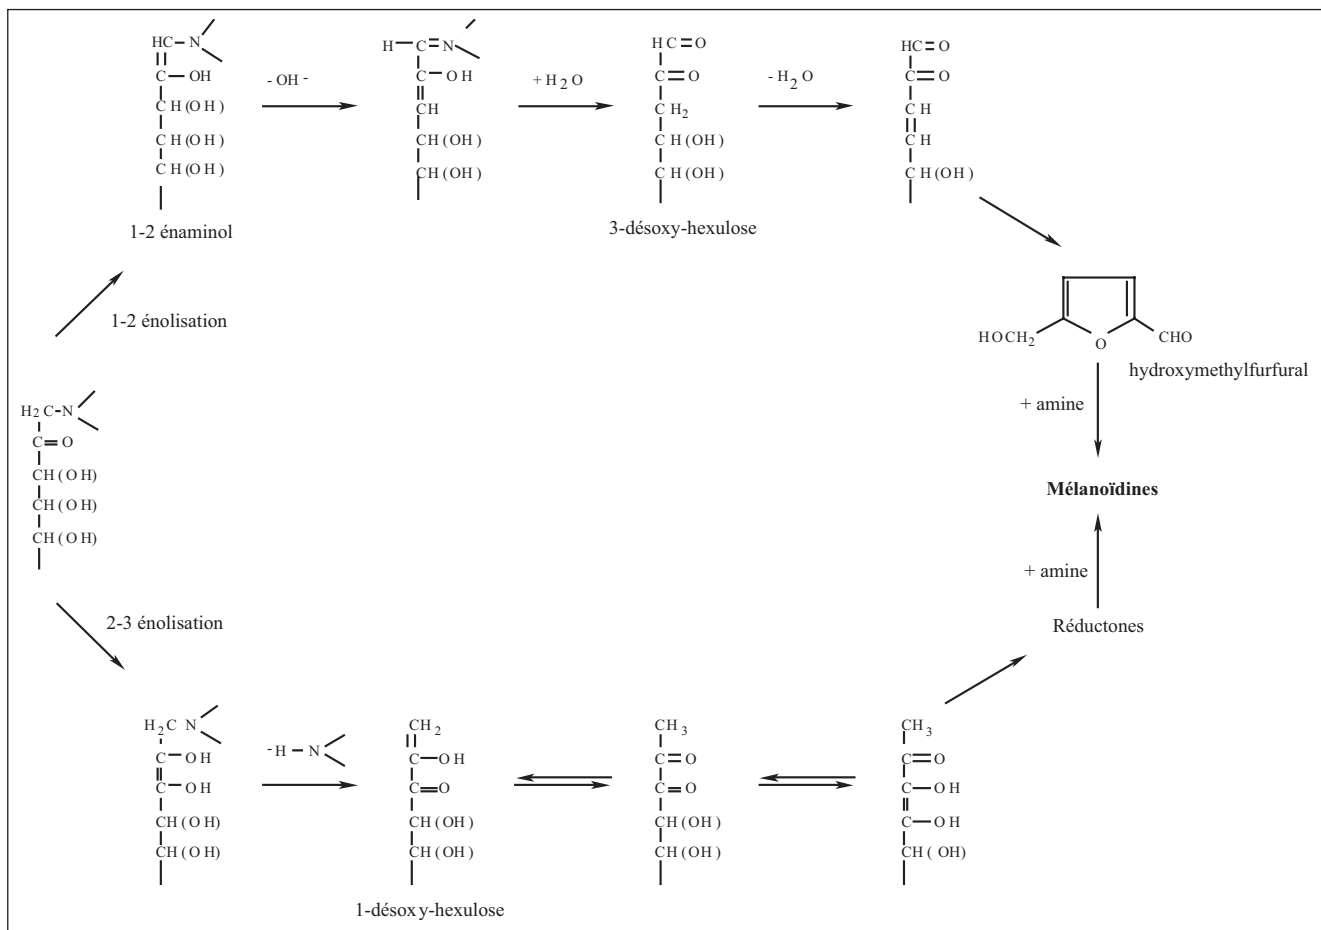 HC N
C OH
CH(OH)
CH(OH)
CH(OH)
1-2 énaminol
- OH -
H C N
C OH
CH
CH(OH)
CH(OH)
+ H2O
HC O
C O
CH2
CH(OH)
CH(OH)
3-désoxy-hexulose
- H2O
HC O
C O
CH
CH
CH(OH)
1-2 énolisation
HOCH2 O CHO
hydroxymethylfurfural
+ amine
Mélanoïdines
+ amine
Réductones
H2C N
C O
CH(OH)
CH(OH)
CH(OH)
2-3 énolisation
H2C N
C OH
C OH
CH(OH)
CH(OH)
- H N
CH2
C OH
C O
CH(OH)
CH(OH)
1-désoxy-hexulose
CH3
C O
C O
CH(OH)
CH(OH)
CH3
C O
C OH
C OH
CH(OH)